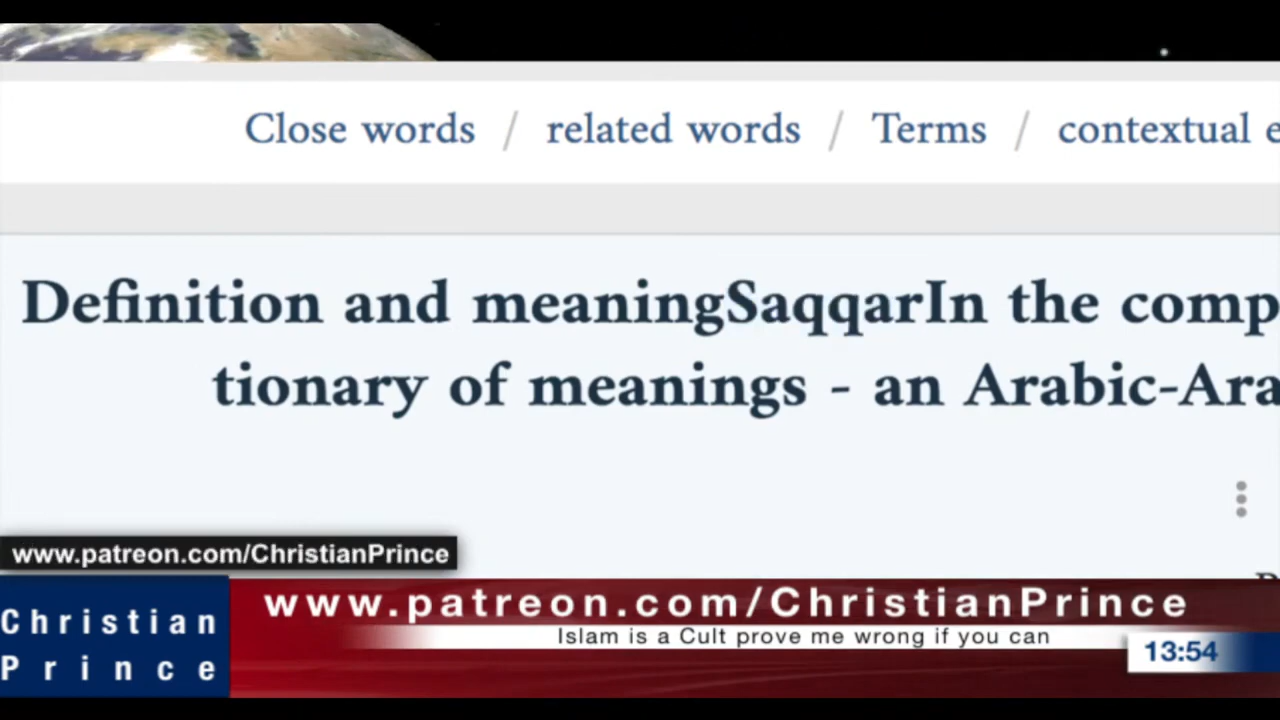 Close words / related words / Terms / contextual e
Definition and meaningSaqqarIn the comp
tionary of meanings - an Arabic-Ara
www.patreon.com/ChristianPrince
www.patreon.com/ChristianPrince
Islam is a Cult prove me wrong if you can
Christian
Prince
13:54